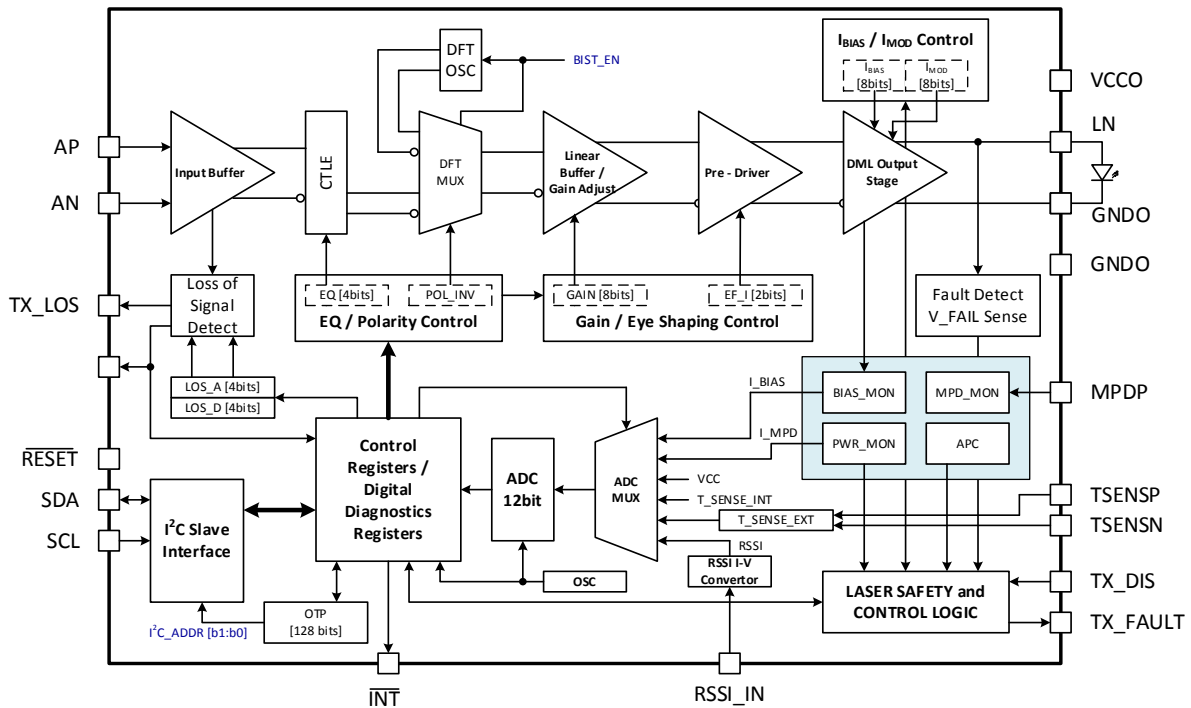 I_BIAS / I_MOD Control
I_BIAS
[8bits]
I_MOD
[8bits]
DFT
OSC
BIST_EN
VCCO
AP
AN
Input Buffer
CTLE
DFT
MUX
Linear
Buffer /
Gain Adjust
Pre - Driver
DML Output
Stage
LN
GNDO
GNDO
TX_LOS
Loss of
Signal
Detect
EQ [4bits]
POL_INV
EQ / Polarity Control
GAIN [8bits]
EF_I [2bits]
Gain / Eye Shaping Control
Fault Detect
V_FAIL Sense
LOS_A [4bits]
LOS_D [4bits]
I_BIAS
BIAS_MON
MPD_MON
MPDP
I_MPD
PWR_MON
APC
RESET
SDA
SCL
I²C Slave
Interface
Control
Registers /
Digital
Diagnostics
Registers
ADC
12bit
ADC
MUX
VCC
T_SENSE_INT
T_SENSE_EXT
TSENSP
TSENSN
RSSI
RSSI I-V
Convertor
OSC
OTP
[128 bits]
I²C_ADDR [b1:b0]
LASER SAFETY and
CONTROL LOGIC
TX_DIS
TX_FAULT
INT
RSSI_IN